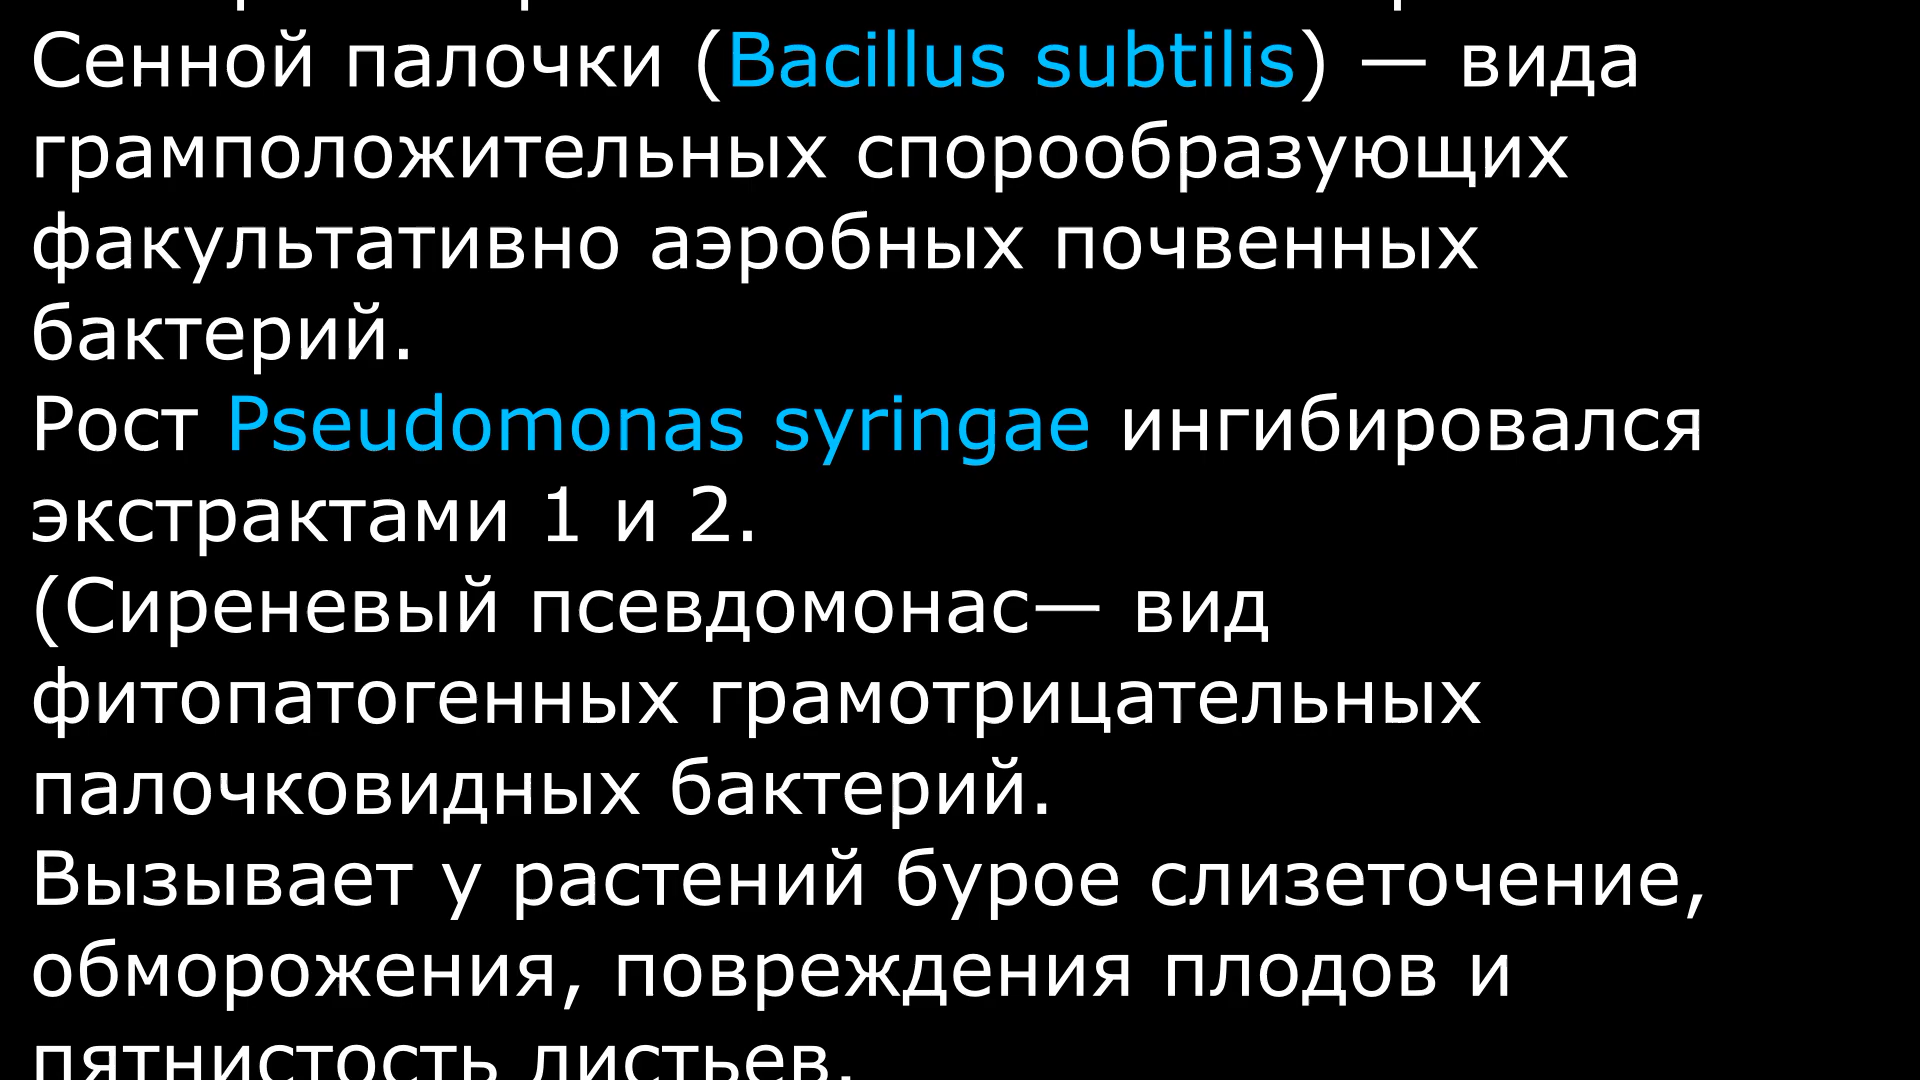 Сенной палочки (Bacillus subtilis) — вида
грамположительных спорообразующих
факультативно аэробных почвенных
бактерий.
Рост Pseudomonas syringae ингибировался
экстрактами 1 и 2.
(Сиреневый псевдомонас— вид
фитопатогенных грамотрицательных
палочковидных бактерий.
Вызывает у растений бурое слизеточение,
обморожения, повреждения плодов и
пятнистость листьев.